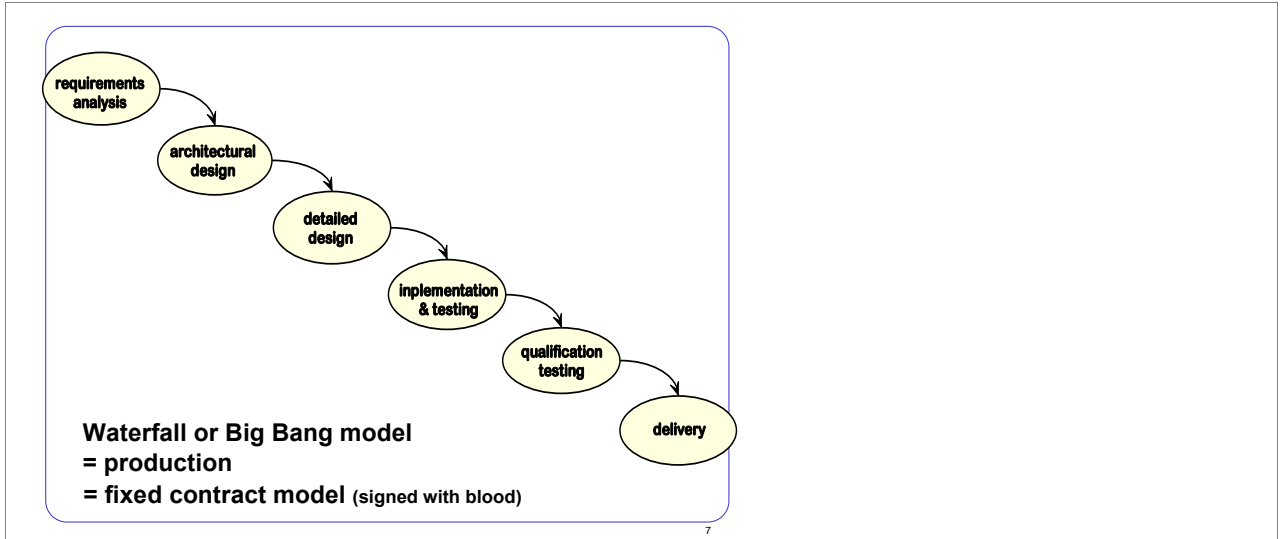 requirements
analysis
architectural
design
detailed
design
inplementation
& testing
qualification
testing
delivery
Waterfall or Big Bang model
= production
= fixed contract model (signed with blood)
7